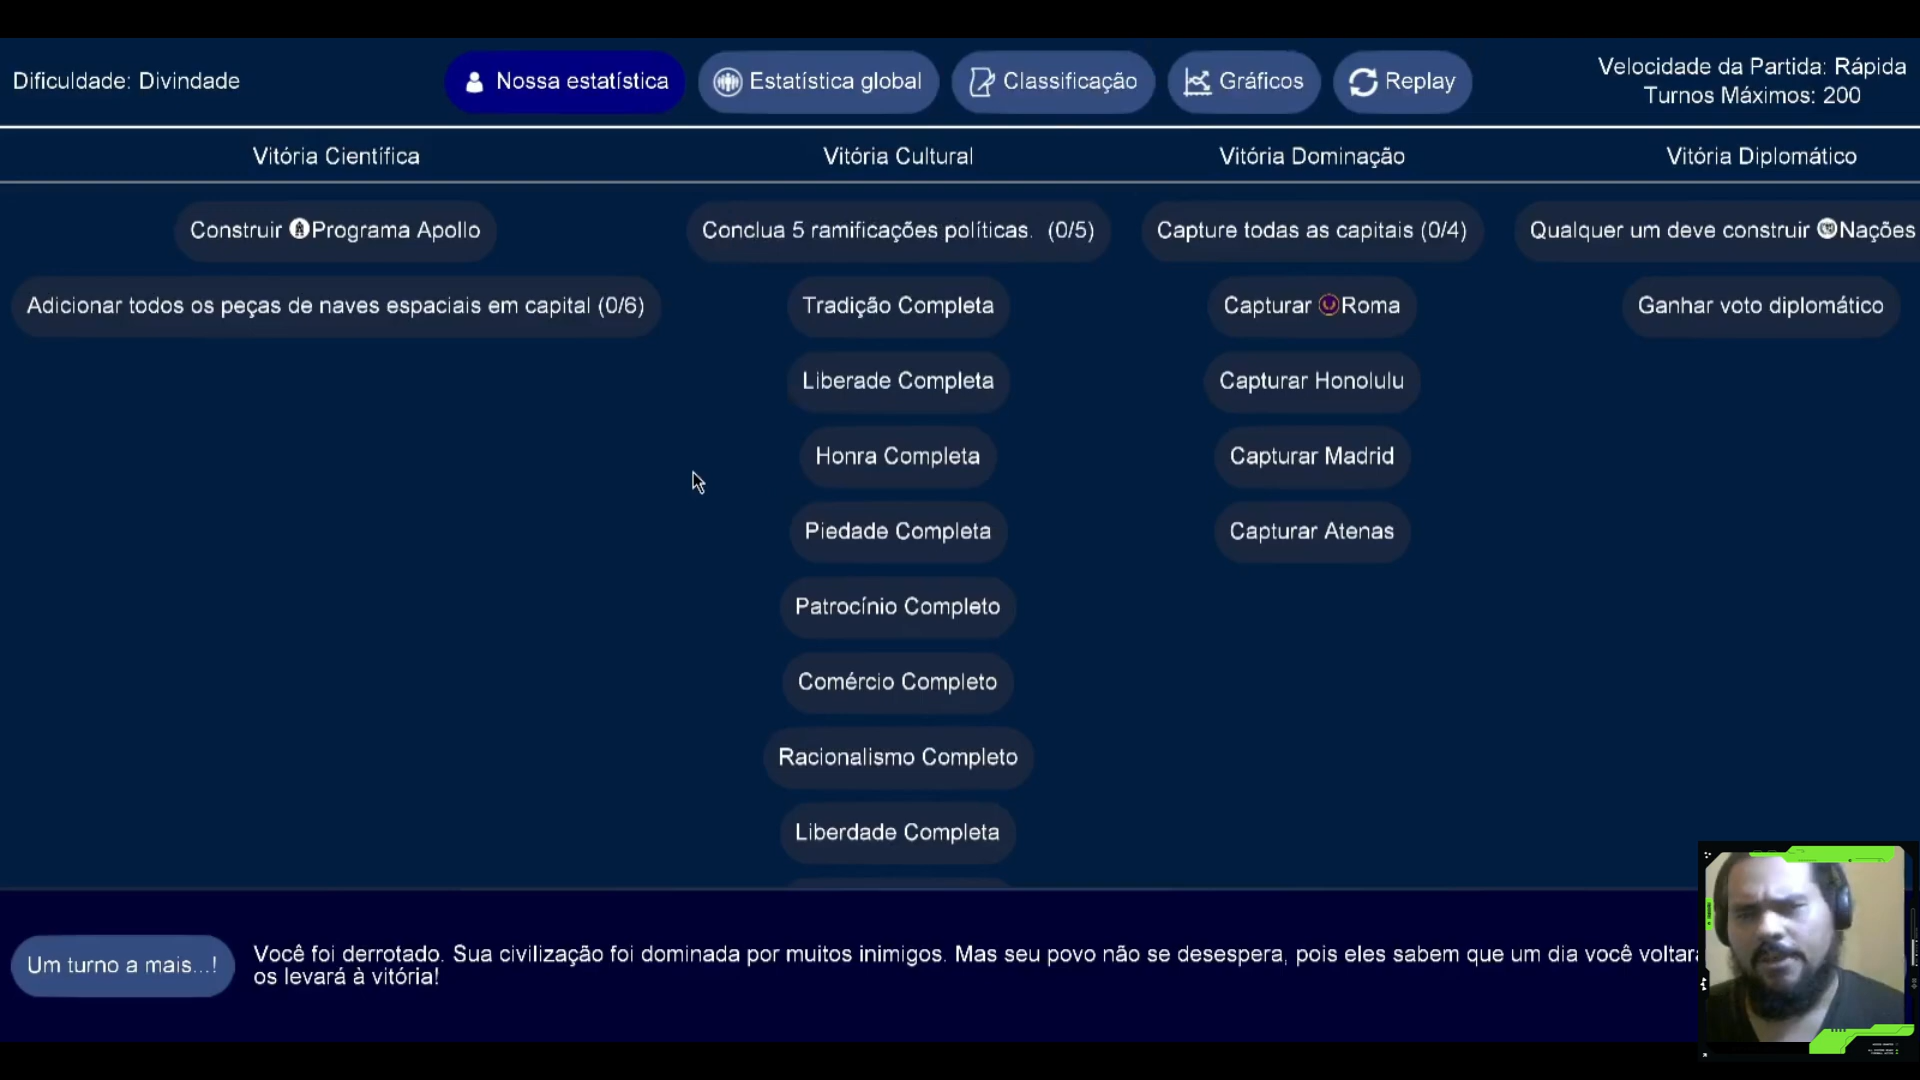 Dificuldade: Divindade
Nossa estatística
Estatística global
Classificação
Gráficos
Replay
Velocidade da Partida: Rápida
Turnos Máximos: 200
Vitória Científica
Vitória Cultural
Vitória Dominação
Vitória Diplomático
Construir Programa Apollo
Conclua 5 ramificações políticas. (0/5)
Capture todas as capitais (0/4)
Qualquer um deve construir Nações
Adicionar todos os peças de naves espaciais em capital (0/6)
Tradição Completa
Capturar Roma
Ganhar voto diplomático
Liberade Completa
Capturar Honolulu
Honra Completa
Capturar Madrid
Piedade Completa
Capturar Atenas
Patrocínio Completo
Comércio Completo
Racionalismo Completo
Liberdade Completa
Um turno a mais...!
Você foi derrotado. Sua civilização foi dominada por muitos inimigos. Mas seu povo não se desespera, pois eles sabem que um dia você voltar
os levará à vitória!